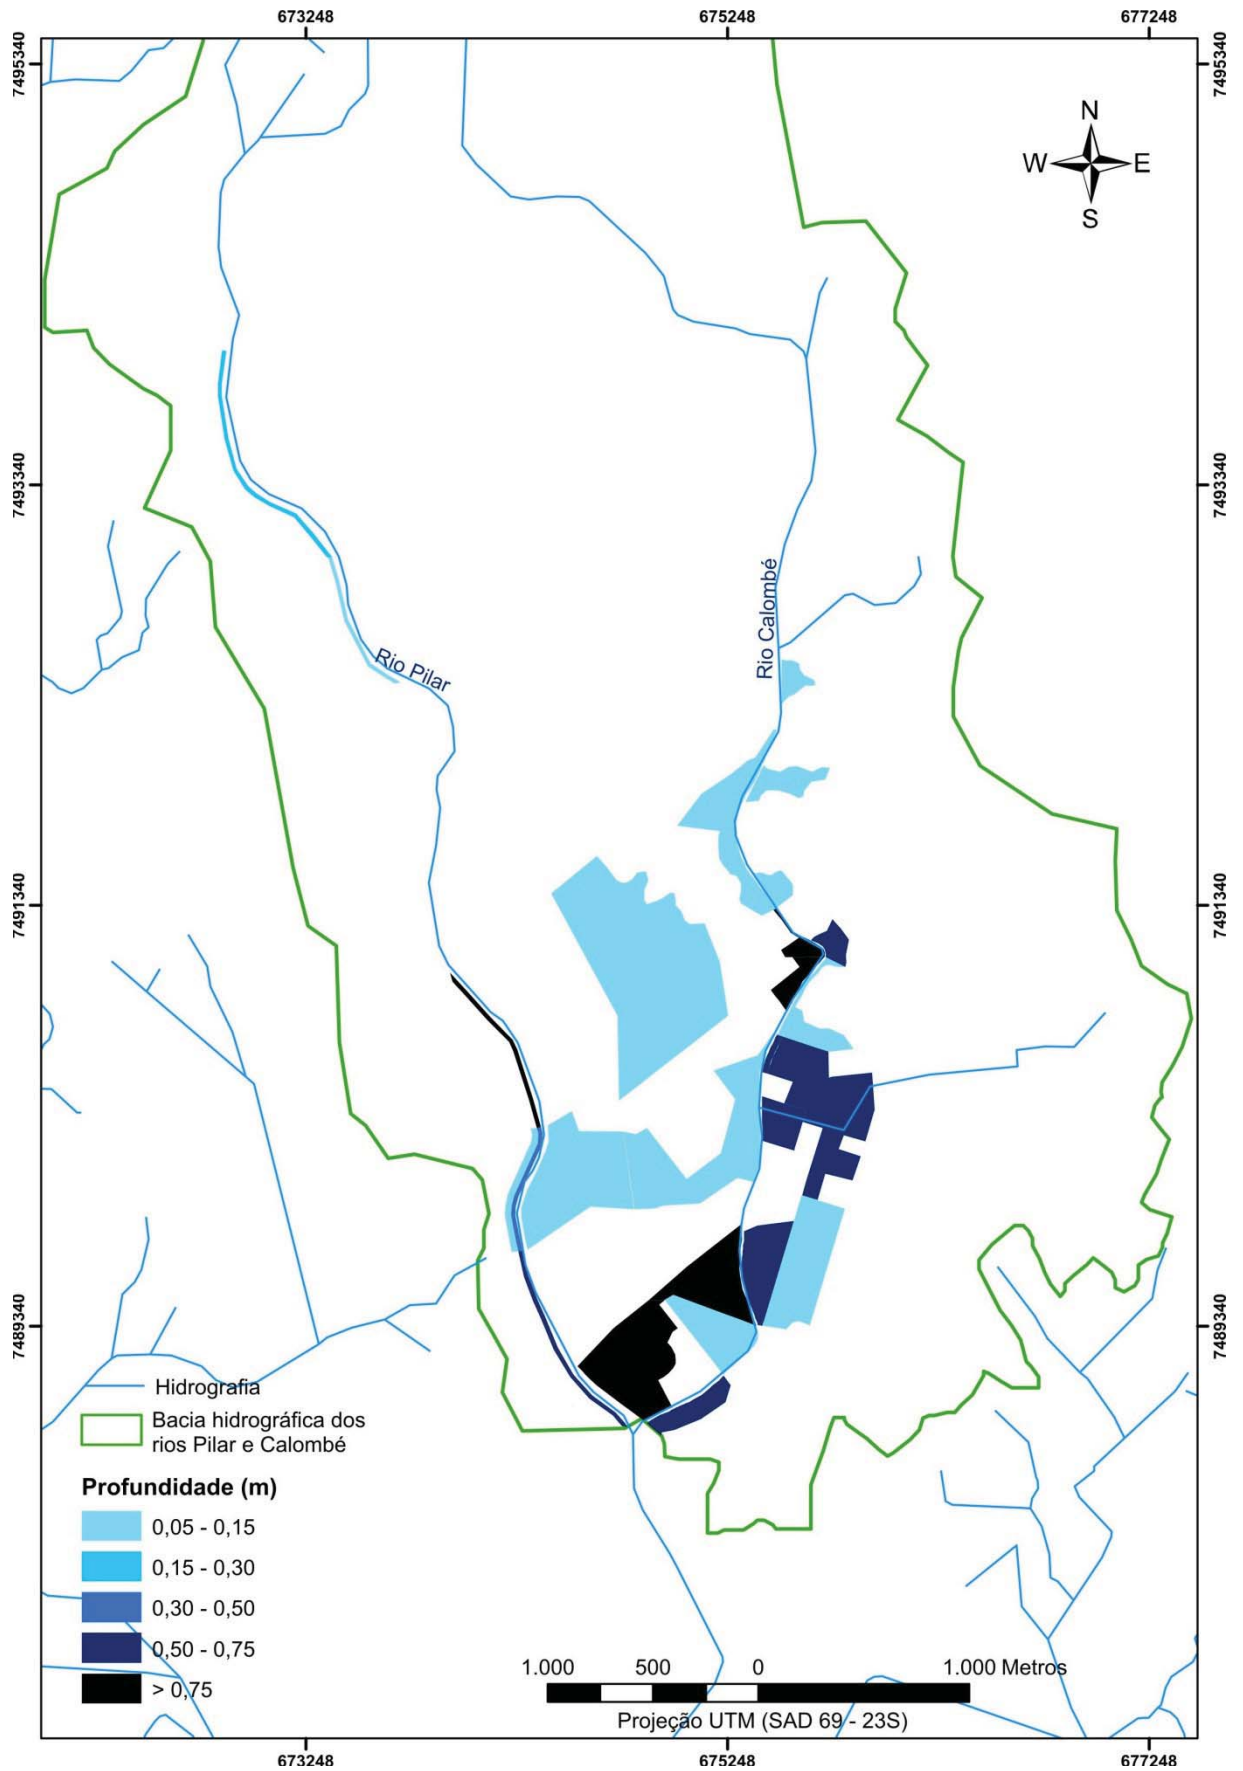 673248
675248
677248
7495340
7495340
N
W E
S
7493340
7493340
Rio Calombé
Rio Pilar
7491340
7491340
7489340
7489340
Hidrografia
Bacia hidrográfica dos
rios Pilar e Calombé
Profundidade (m)
0,05 - 0,15
0,15 - 0,30
0,30 - 0,50
0,50 - 0,75
> 0,75
1.000 500 0 1.000 Metros
Projeção UTM (SAD 69 - 23S)
673248
675248
677248